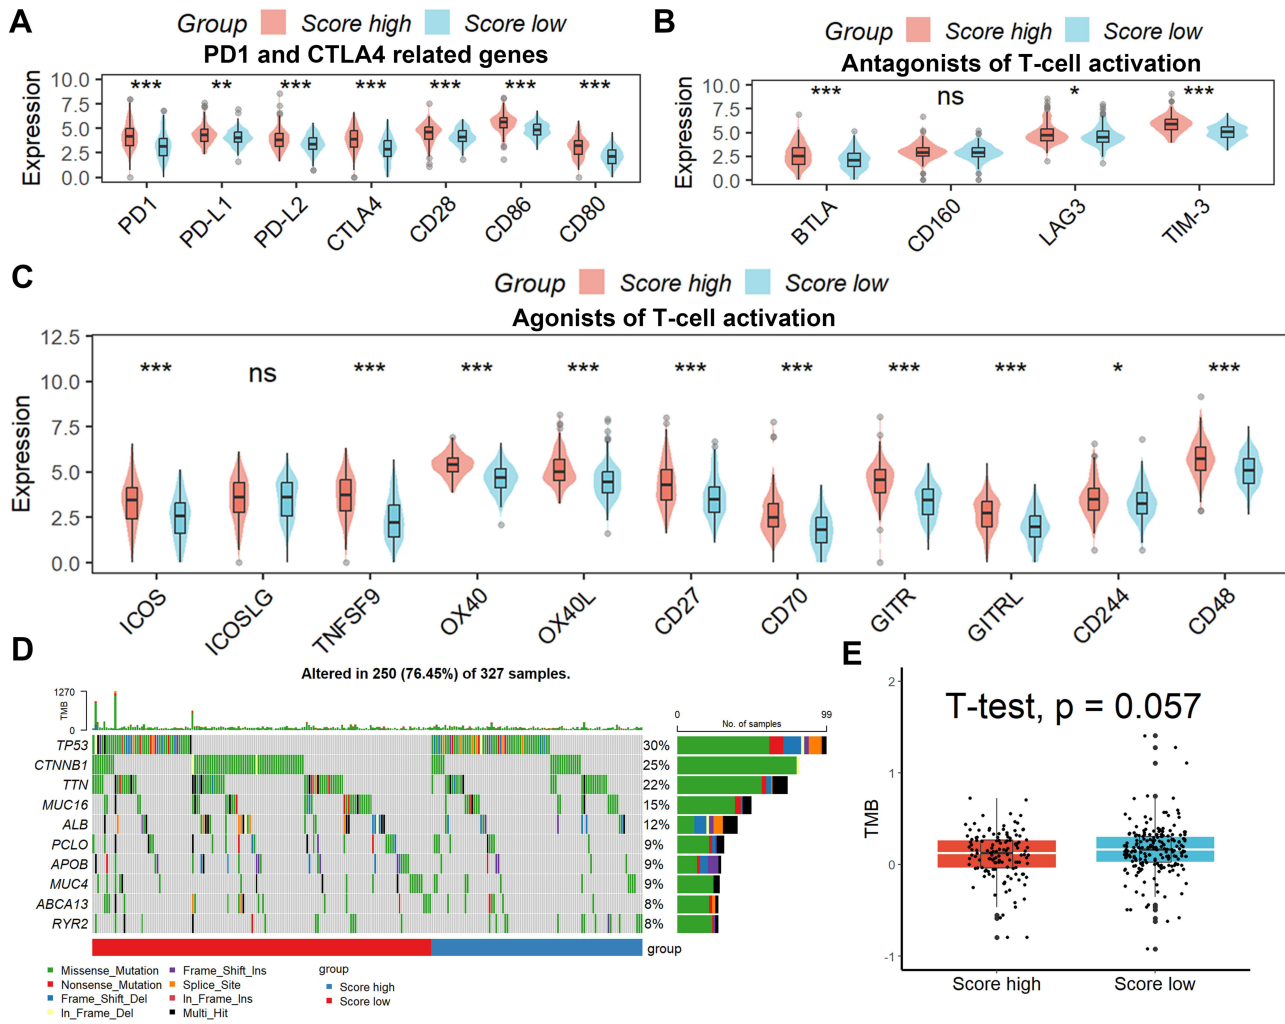 A
Group Score high Score low
PD1 and CTLA4 related genes
Expression
10.0
7.5
5.0
2.5
0.0
*** ** *** *** *** *** ***
PD1 PD-L1 PD-L2 CTLA4 CD28 CD86 CD80
B
Group Score high Score low
Antagonists of T-cell activation
Expression
10.0
7.5
5.0
2.5
0.0
*** ns * ***
BTLA CD160 LAG3 TIM-3
C
Group Score high Score low
Agonists of T-cell activation
Expression
12.5
10.0
7.5
5.0
2.5
0.0
*** ns *** *** *** *** *** *** *** * ***
ICOS ICOSLG TNFSF9 OX40 OX40L CD27 CD70 GITR GITRL CD244 CD48
D
Altered in 250 (76.45%) of 327 samples.
TMB
1270
0
0 No. of samples 99
TP53 30%
CTNNB1 25%
TTN 22%
MUC16 15%
ALB 12%
PCLO 9%
APOB 9%
MUC4 9%
ABCA13 8%
RYR2 8%
group
Missense_Mutation
Nonsense_Mutation
Frame_Shift_Del
In_Frame_Del
Frame_Shift_Ins
Splice_Site
In_Frame_Ins
Multi_Hit
group
Score high
Score low
E
T-test, p = 0.057
TMB
2
1
0
-1
Score high Score low